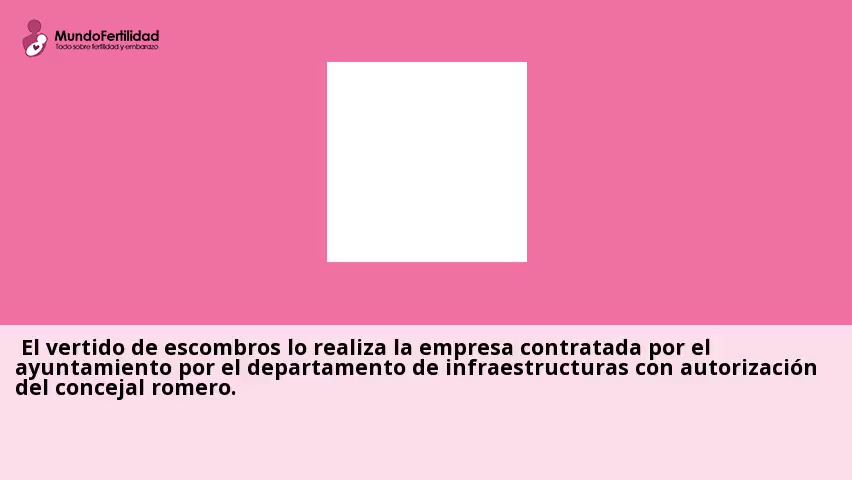 MundoFertilidad
Todo sobre fertilidad y embarazo
El vertido de escombros lo realiza la empresa contratada por el
ayuntamiento por el departamento de infraestructuras con autorización
del concejal romero.